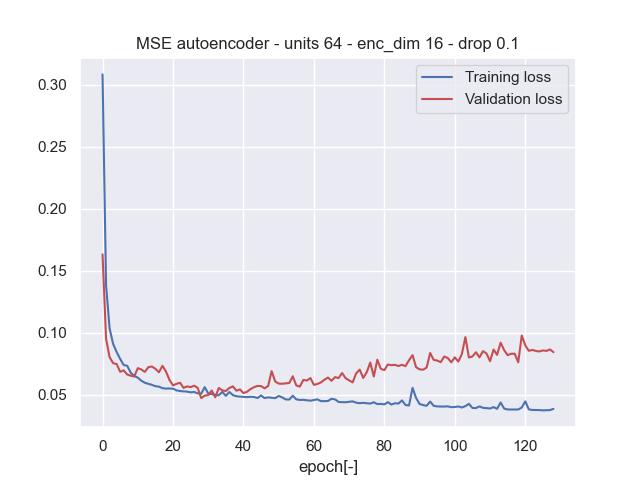 MSE autoencoder - units 64 - enc_dim 16 - drop 0.1
Training loss
Validation loss
0.30
0.25
0.20
0.15
0.10
0.05
0 20 40 60 80 100 120
epoch[-]